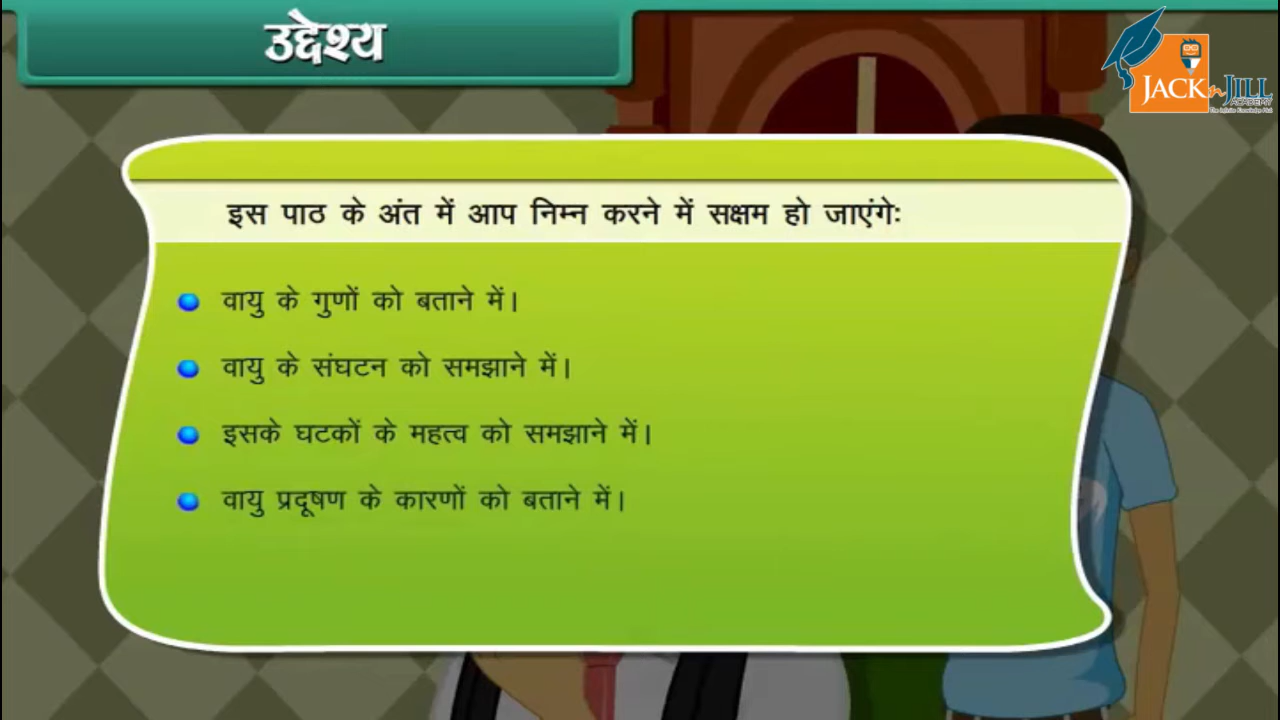 उद्देश्य
JACK n JILL
ACADEMY
इस पाठ के अंत में आप निम्न करने में सक्षम हो जाएंगेः
वायु के गुणों को बताने में।
वायु के संघटन को समझाने में।
इसके घटकों के महत्व को समझाने में।
वायु प्रदूषण के कारणों को बताने में।